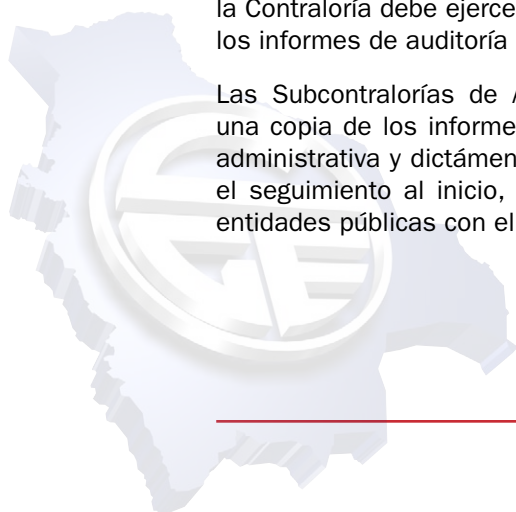 la Contraloría debe ejerce
los informes de auditoría
Las Subcontralorías de A
una copia de los informe
administrativa y dictámen
el seguimiento al inicio,
entidades públicas con el